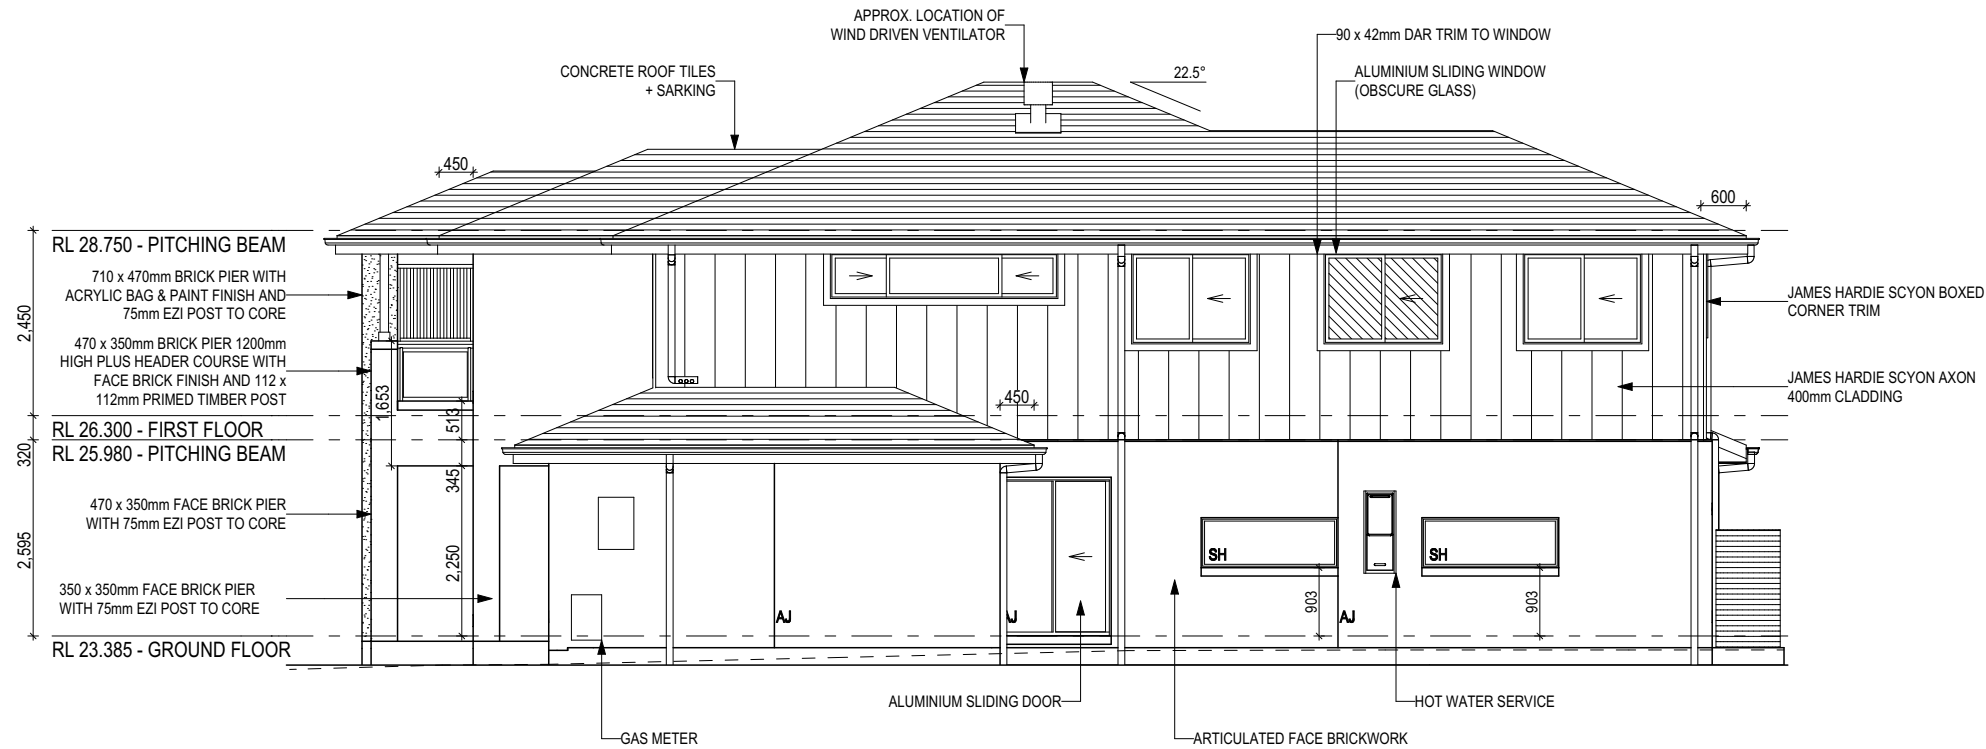 APPROX. LOCATION OF
WIND DRIVEN VENTILATOR
90 x 42mm DAR TRIM TO WINDOW
CONCRETE ROOF TILES
+ SARKING
22.5°
ALUMINIUM SLIDING WINDOW
(OBSCURE GLASS)
450
600
RL 28.750 - PITCHING BEAM
710 x 470mm BRICK PIER WITH
ACRYLIC BAG & PAINT FINISH AND
75mm EZI POST TO CORE
2,450
470 x 350mm BRICK PIER 1200mm
HIGH PLUS HEADER COURSE WITH
FACE BRICK FINISH AND 112 x
112mm PRIMED TIMBER POST
JAMES HARDIE SCYON BOXED
CORNER TRIM
JAMES HARDIE SCYON AXON
400mm CLADDING
1,653
513
450
RL 26.300 - FIRST FLOOR
320
RL 25.980 - PITCHING BEAM
345
470 x 350mm FACE BRICK PIER
WITH 75mm EZI POST TO CORE
2,595
2,250
SH
SH
350 x 350mm FACE BRICK PIER
WITH 75mm EZI POST TO CORE
903
903
AJ
AJ
AJ
RL 23.385 - GROUND FLOOR
ALUMINIUM SLIDING DOOR
HOT WATER SERVICE
GAS METER
ARTICULATED FACE BRICKWORK